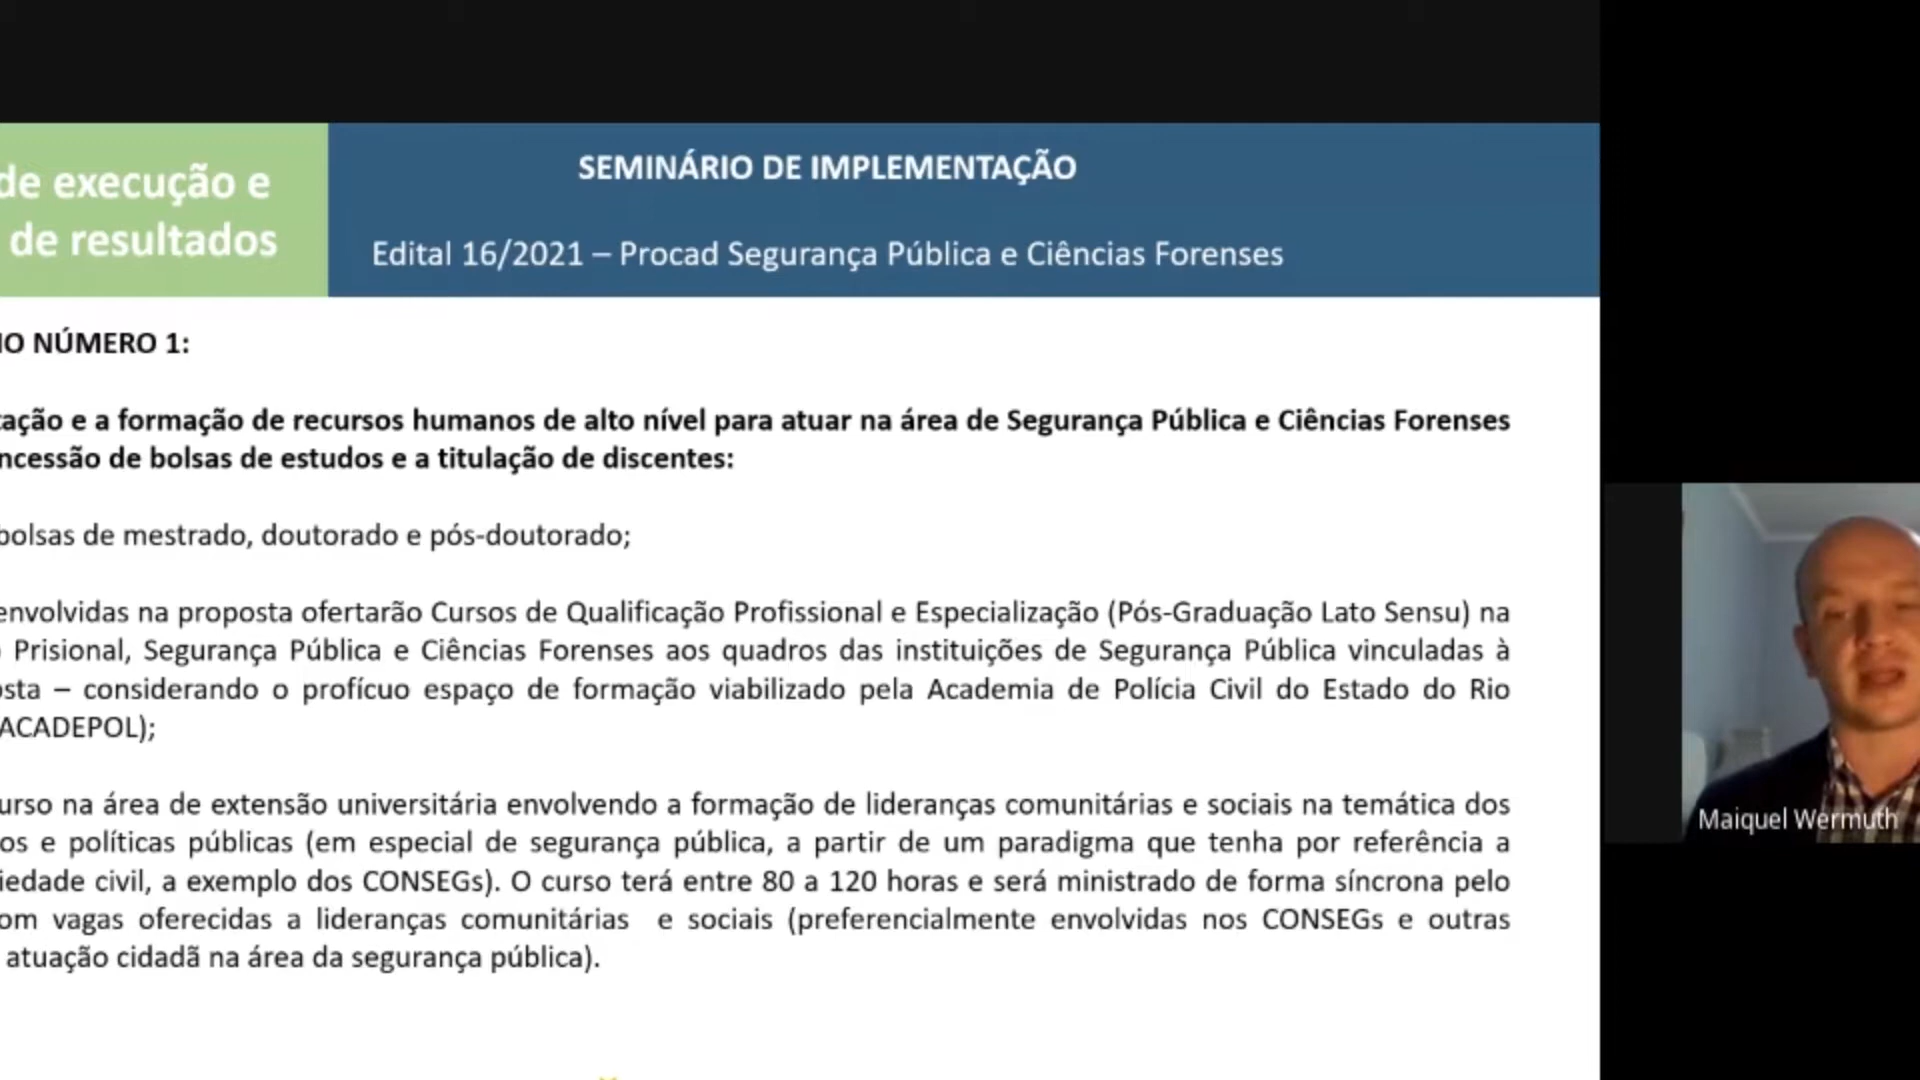 de execução e
de resultados
SEMINÁRIO DE IMPLEMENTAÇÃO
Edital 16/2021 – Procad Segurança Pública e Ciências Forenses
NÚMERO 1:
e a formação de recursos humanos de alto nível para atuar na área de Segurança Pública e Ciências Forenses
de bolsas de estudos e a titulação de discentes:
bolsas de mestrado, doutorado e pós-doutorado;
envolvidas na proposta ofertarão Cursos de Qualificação Profissional e Especialização (Pós-Graduação Lato Sensu) na
Prisional, Segurança Pública e Ciências Forenses aos quadros das instituições de Segurança Pública vinculadas à
– considerando o profícuo espaço de formação viabilizado pela Academia de Polícia Civil do Estado do Rio
ACADEPOL);
na área de extensão universitária envolvendo a formação de lideranças comunitárias e sociais na temática dos
e políticas públicas (em especial de segurança pública, a partir de um paradigma que tenha por referência a
civil, a exemplo dos CONSEGs). O curso terá entre 80 a 120 horas e será ministrado de forma síncrona pelo
vagas oferecidas a lideranças comunitárias e sociais (preferencialmente envolvidas nos CONSEGs e outras
atuação cidadã na área da segurança pública).
Maiquel Wermuth